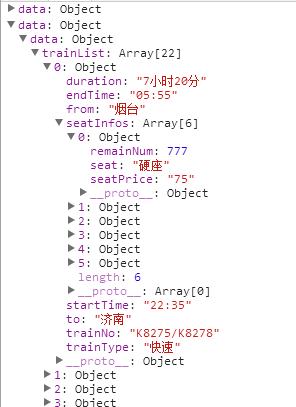 data: Object
data: Object
data: Object
trainList: Array[22]
0: Object
duration: "7小时20分"
endTime: "05:55"
from: "烟台"
seatInfos: Array[6]
0: Object
remainNum: 777
seat: "硬座"
seatPrice: "75"
__proto__: Object
1: Object
2: Object
3: Object
4: Object
5: Object
length: 6
__proto__: Array[0]
startTime: "22:35"
to: "济南"
trainNo: "K8275/K8278"
trainType: "快速"
__proto__: Object
1: Object
2: Object
3: Object